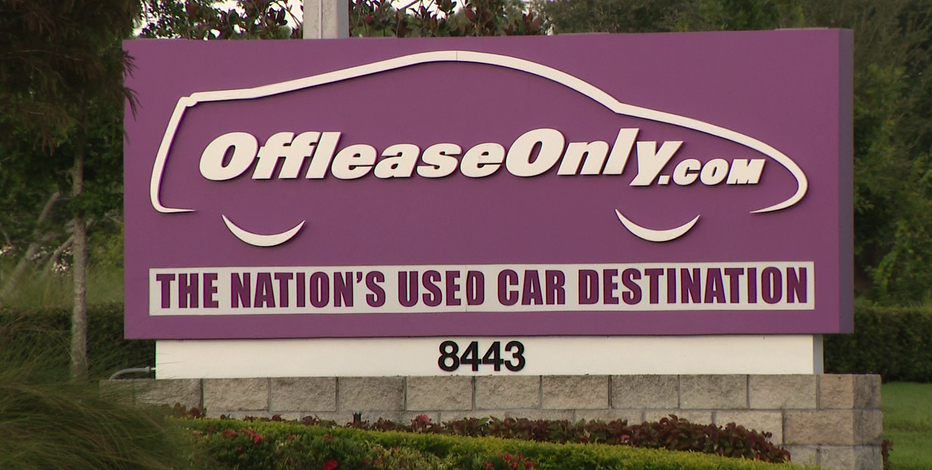 OffleaseOnly.com
THE NATION'S USED CAR DESTINATION
8443